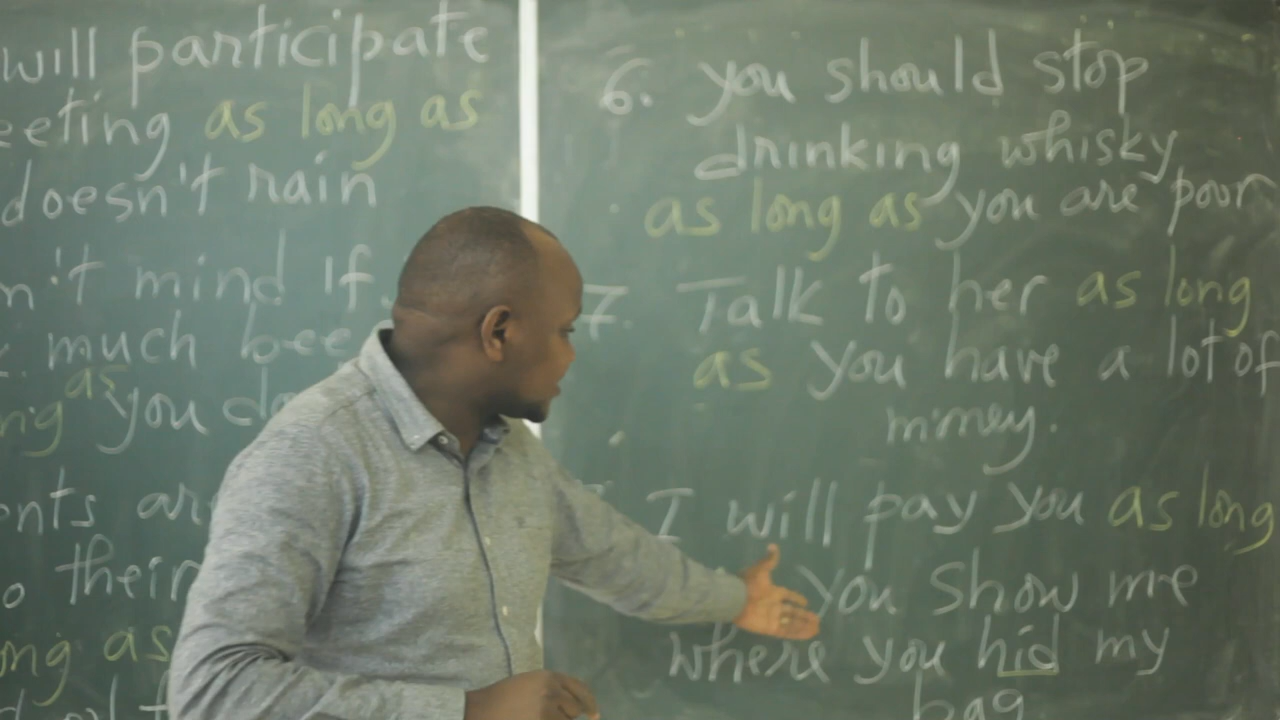 will participate
eeting as long as
doesn't rain
n't mind if
much bee
as
ng you do
nts are
o their
ong as
6. you should stop
drinking whisky
as long as you are poor
7. Talk to her as long
as you have a lot of
money.
I will pay you as long
you show me
where you hid my
bag